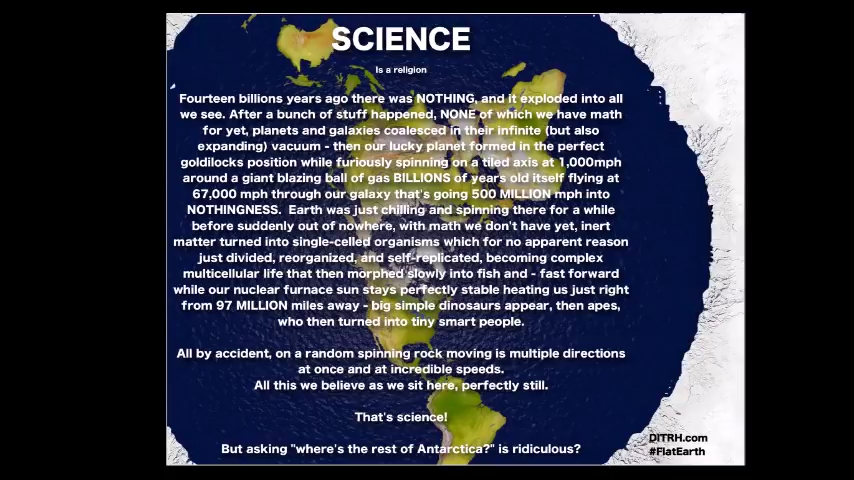 SCIENCE
Is a religion
Fourteen billions years ago there was NOTHING, and it exploded into all
we see. After a bunch of stuff happened, NONE of which we have math
for yet, planets and galaxies coalesced in their infinite (but also
expanding) vacuum - then our lucky planet formed in the perfect
goldilocks position while furiously spinning on a tiled axis at 1,000mph
around a giant blazing ball of gas BILLIONS of years old itself flying at
67,000 mph through our galaxy that's going 500 MILLION mph into
NOTHINGNESS. Earth was just chilling and spinning there for a while
before suddenly out of nowhere, with math we don't have yet, inert
matter turned into single-celled organisms which for no apparent reason
just divided, reorganized, and self-replicated, becoming complex
multicellular life that then morphed slowly into fish and - fast forward
while our nuclear furnace sun stays perfectly stable heating us just right
from 97 MILLION miles away - big simple dinosaurs appear, then apes,
who then turned into tiny smart people.
All by accident, on a random spinning rock moving is multiple directions
at once and at incredible speeds.
All this we believe as we sit here, perfectly still.
That's science!
But asking "where's the rest of Antarctica?" is ridiculous?
DITRH.com
#FlatEarth